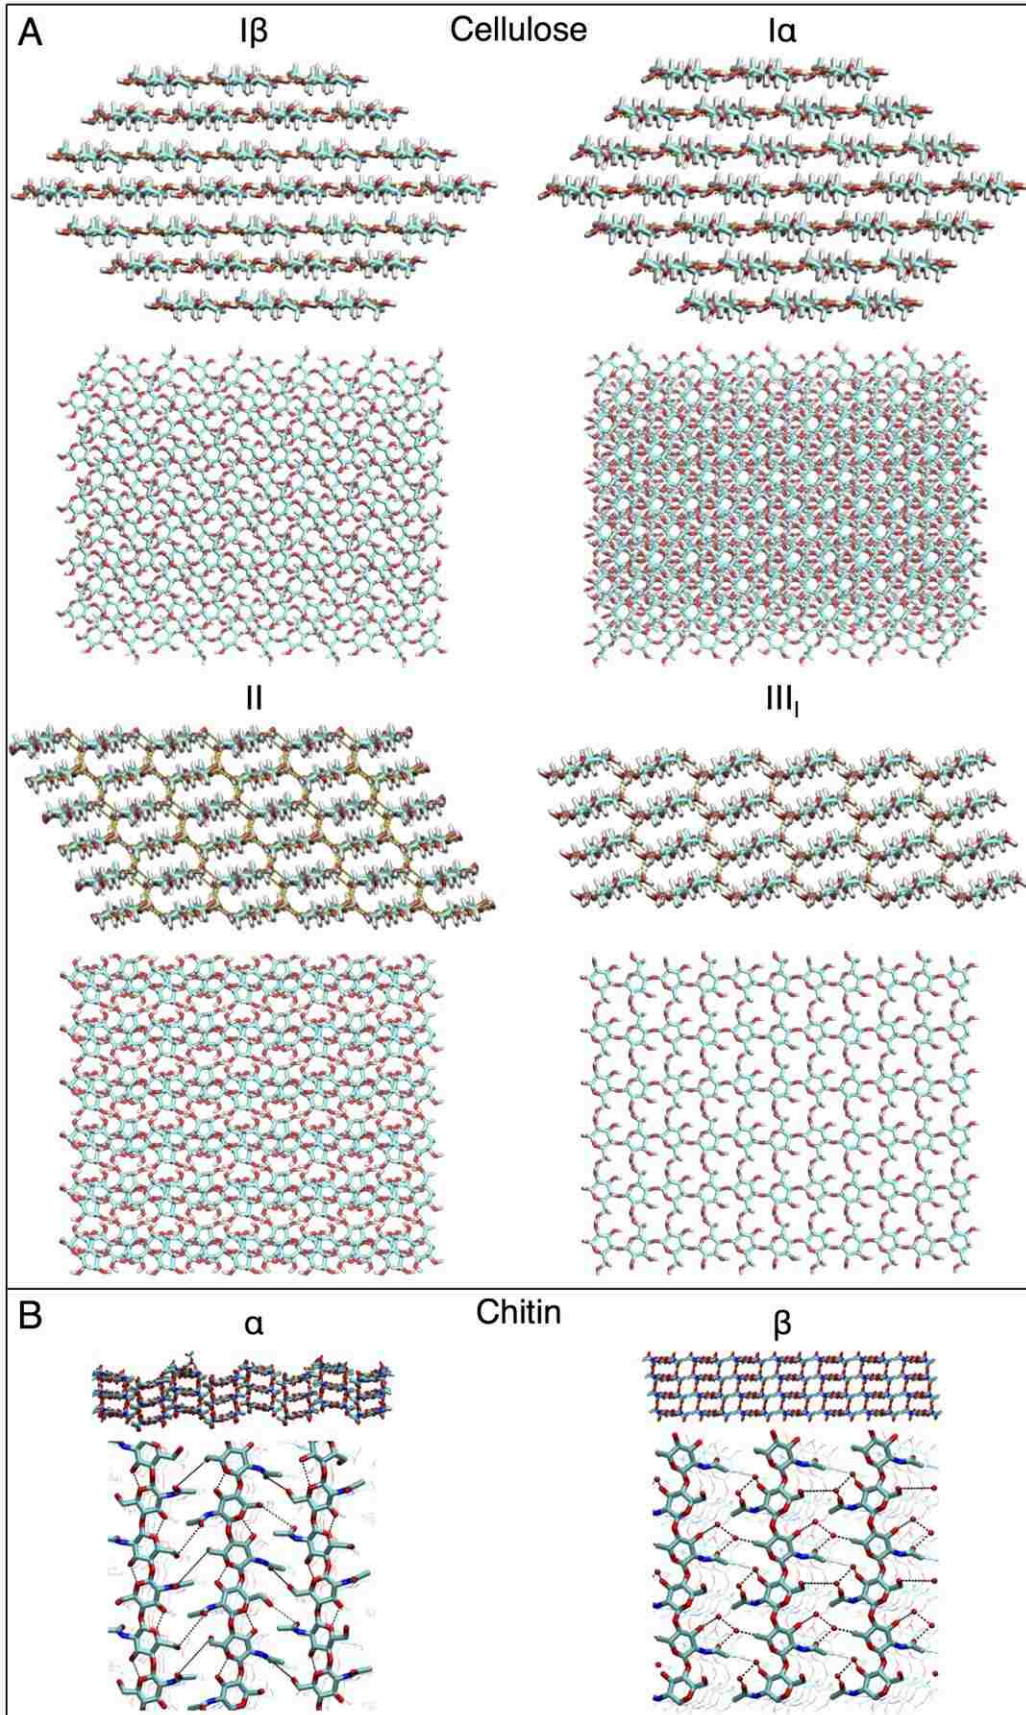 A Cellulose
Iβ Iα
II III_I
B Chitin
α β